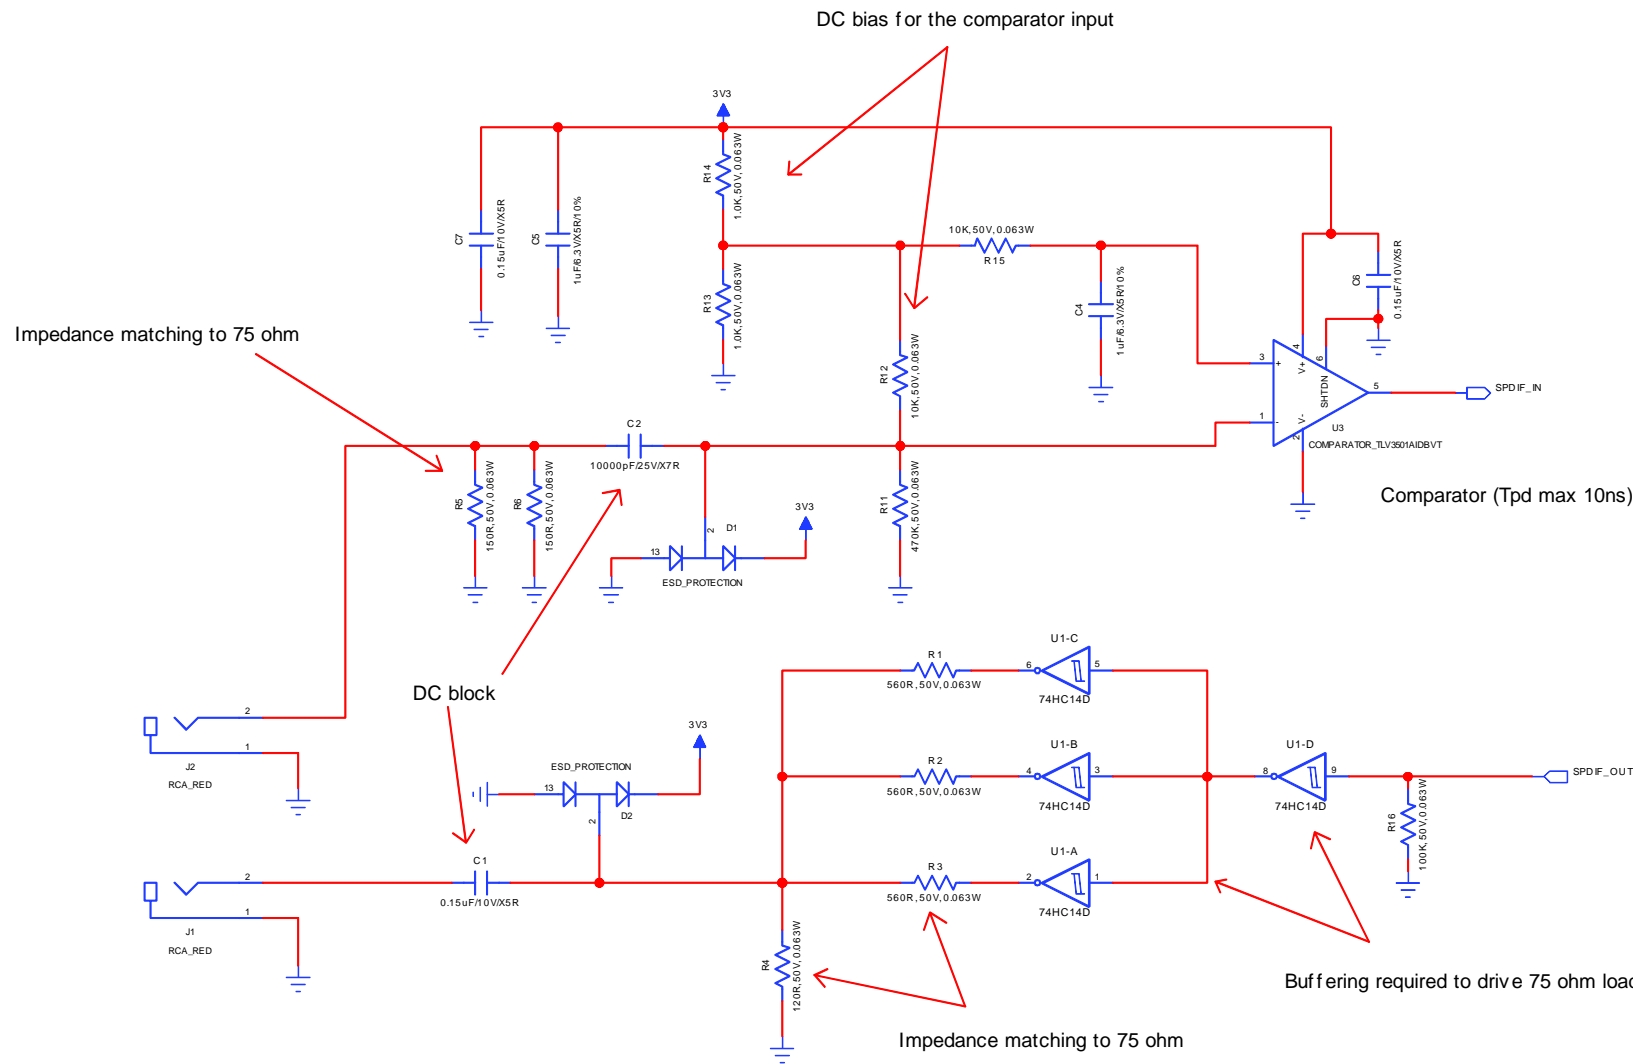 DC bias for the comparator input
3V3
R14
1.0K,50V,0.063W
C7
0.15uF/10V/X5R
C5
1uF/6.3V/X5R/10%
R13
1.0K,50V,0.063W
10K,50V,0.063W
R15
C4
1uF/6.3V/X5R/10%
C6
0.15uF/10V/X5R
Impedance matching to 75 ohm
R12
10K,50V,0.063W
3
+
4
V+
6
SHTDN
5
SPDIF_IN
1
-
V-
2
U3
COMPARATOR_TLV3501AIDBVT
C2
10000pF/25V/X7R
R5
150R,50V,0.063W
R6
150R,50V,0.063W
R11
470K,50V,0.063W
Comparator (Tpd max 10ns)
3V3
2
D1
13
ESD_PROTECTION
U1-C
R1
6
5
560R,50V,0.063W
74HC14D
DC block
2
1
J2
RCA_RED
3V3
ESD_PROTECTION
13
D2
2
U1-B
R2
4
3
560R,50V,0.063W
74HC14D
U1-D
8
9
74HC14D
SPDIF_OUT
R16
100K,50V,0.063W
U1-A
R3
2
1
560R,50V,0.063W
74HC14D
C1
0.15uF/10V/X5R
2
1
J1
RCA_RED
R4
120R,50V,0.063W
Buffering required to drive 75 ohm load
Impedance matching to 75 ohm